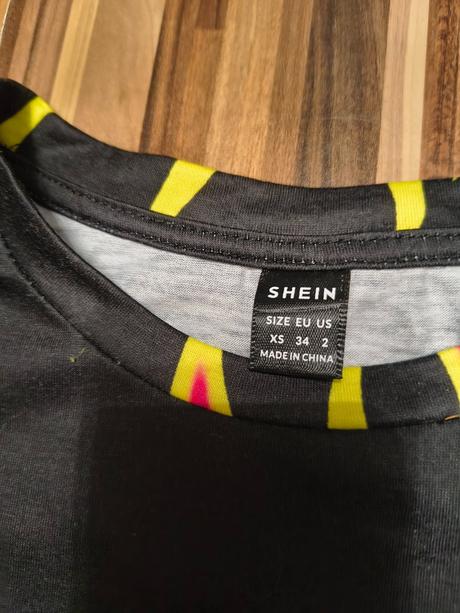 SHEIN
SIZE EU US
XS 34 2
MADE IN CHINA